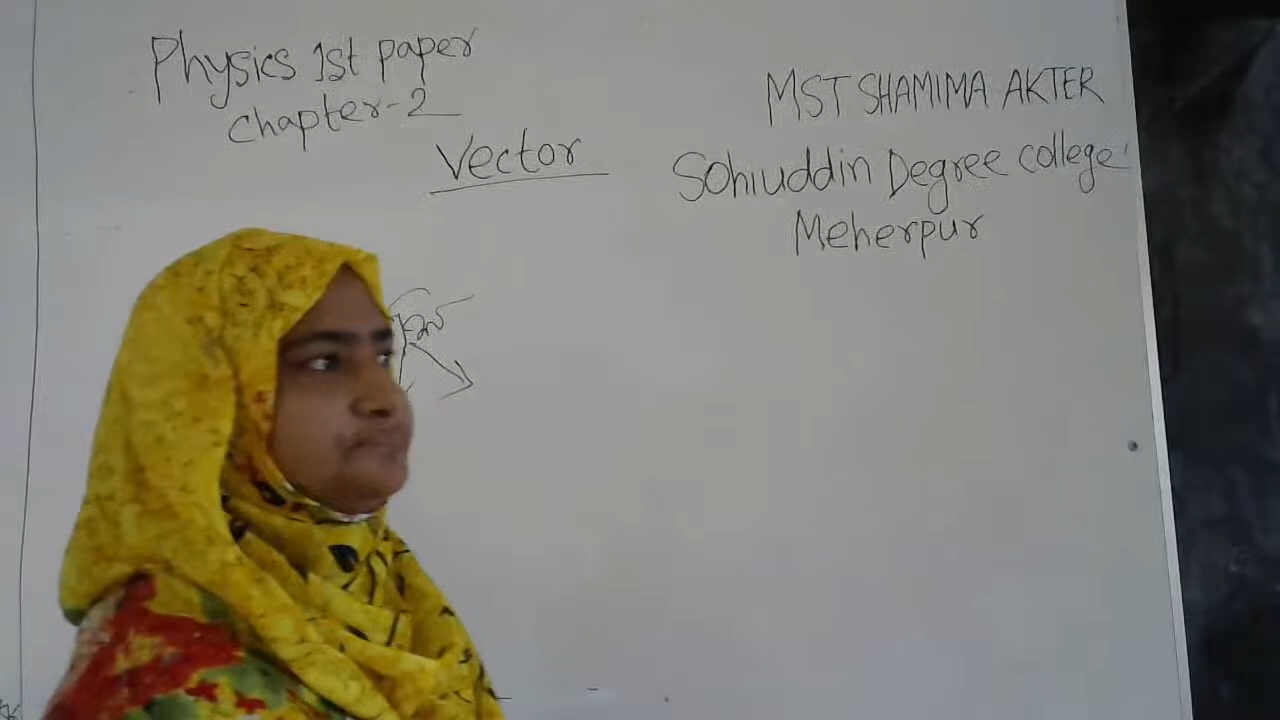 Physics 1st paper
chapter-2
Vector
MST SHAMIMA AKTER
Sohiuddin Degree college
Meherpur